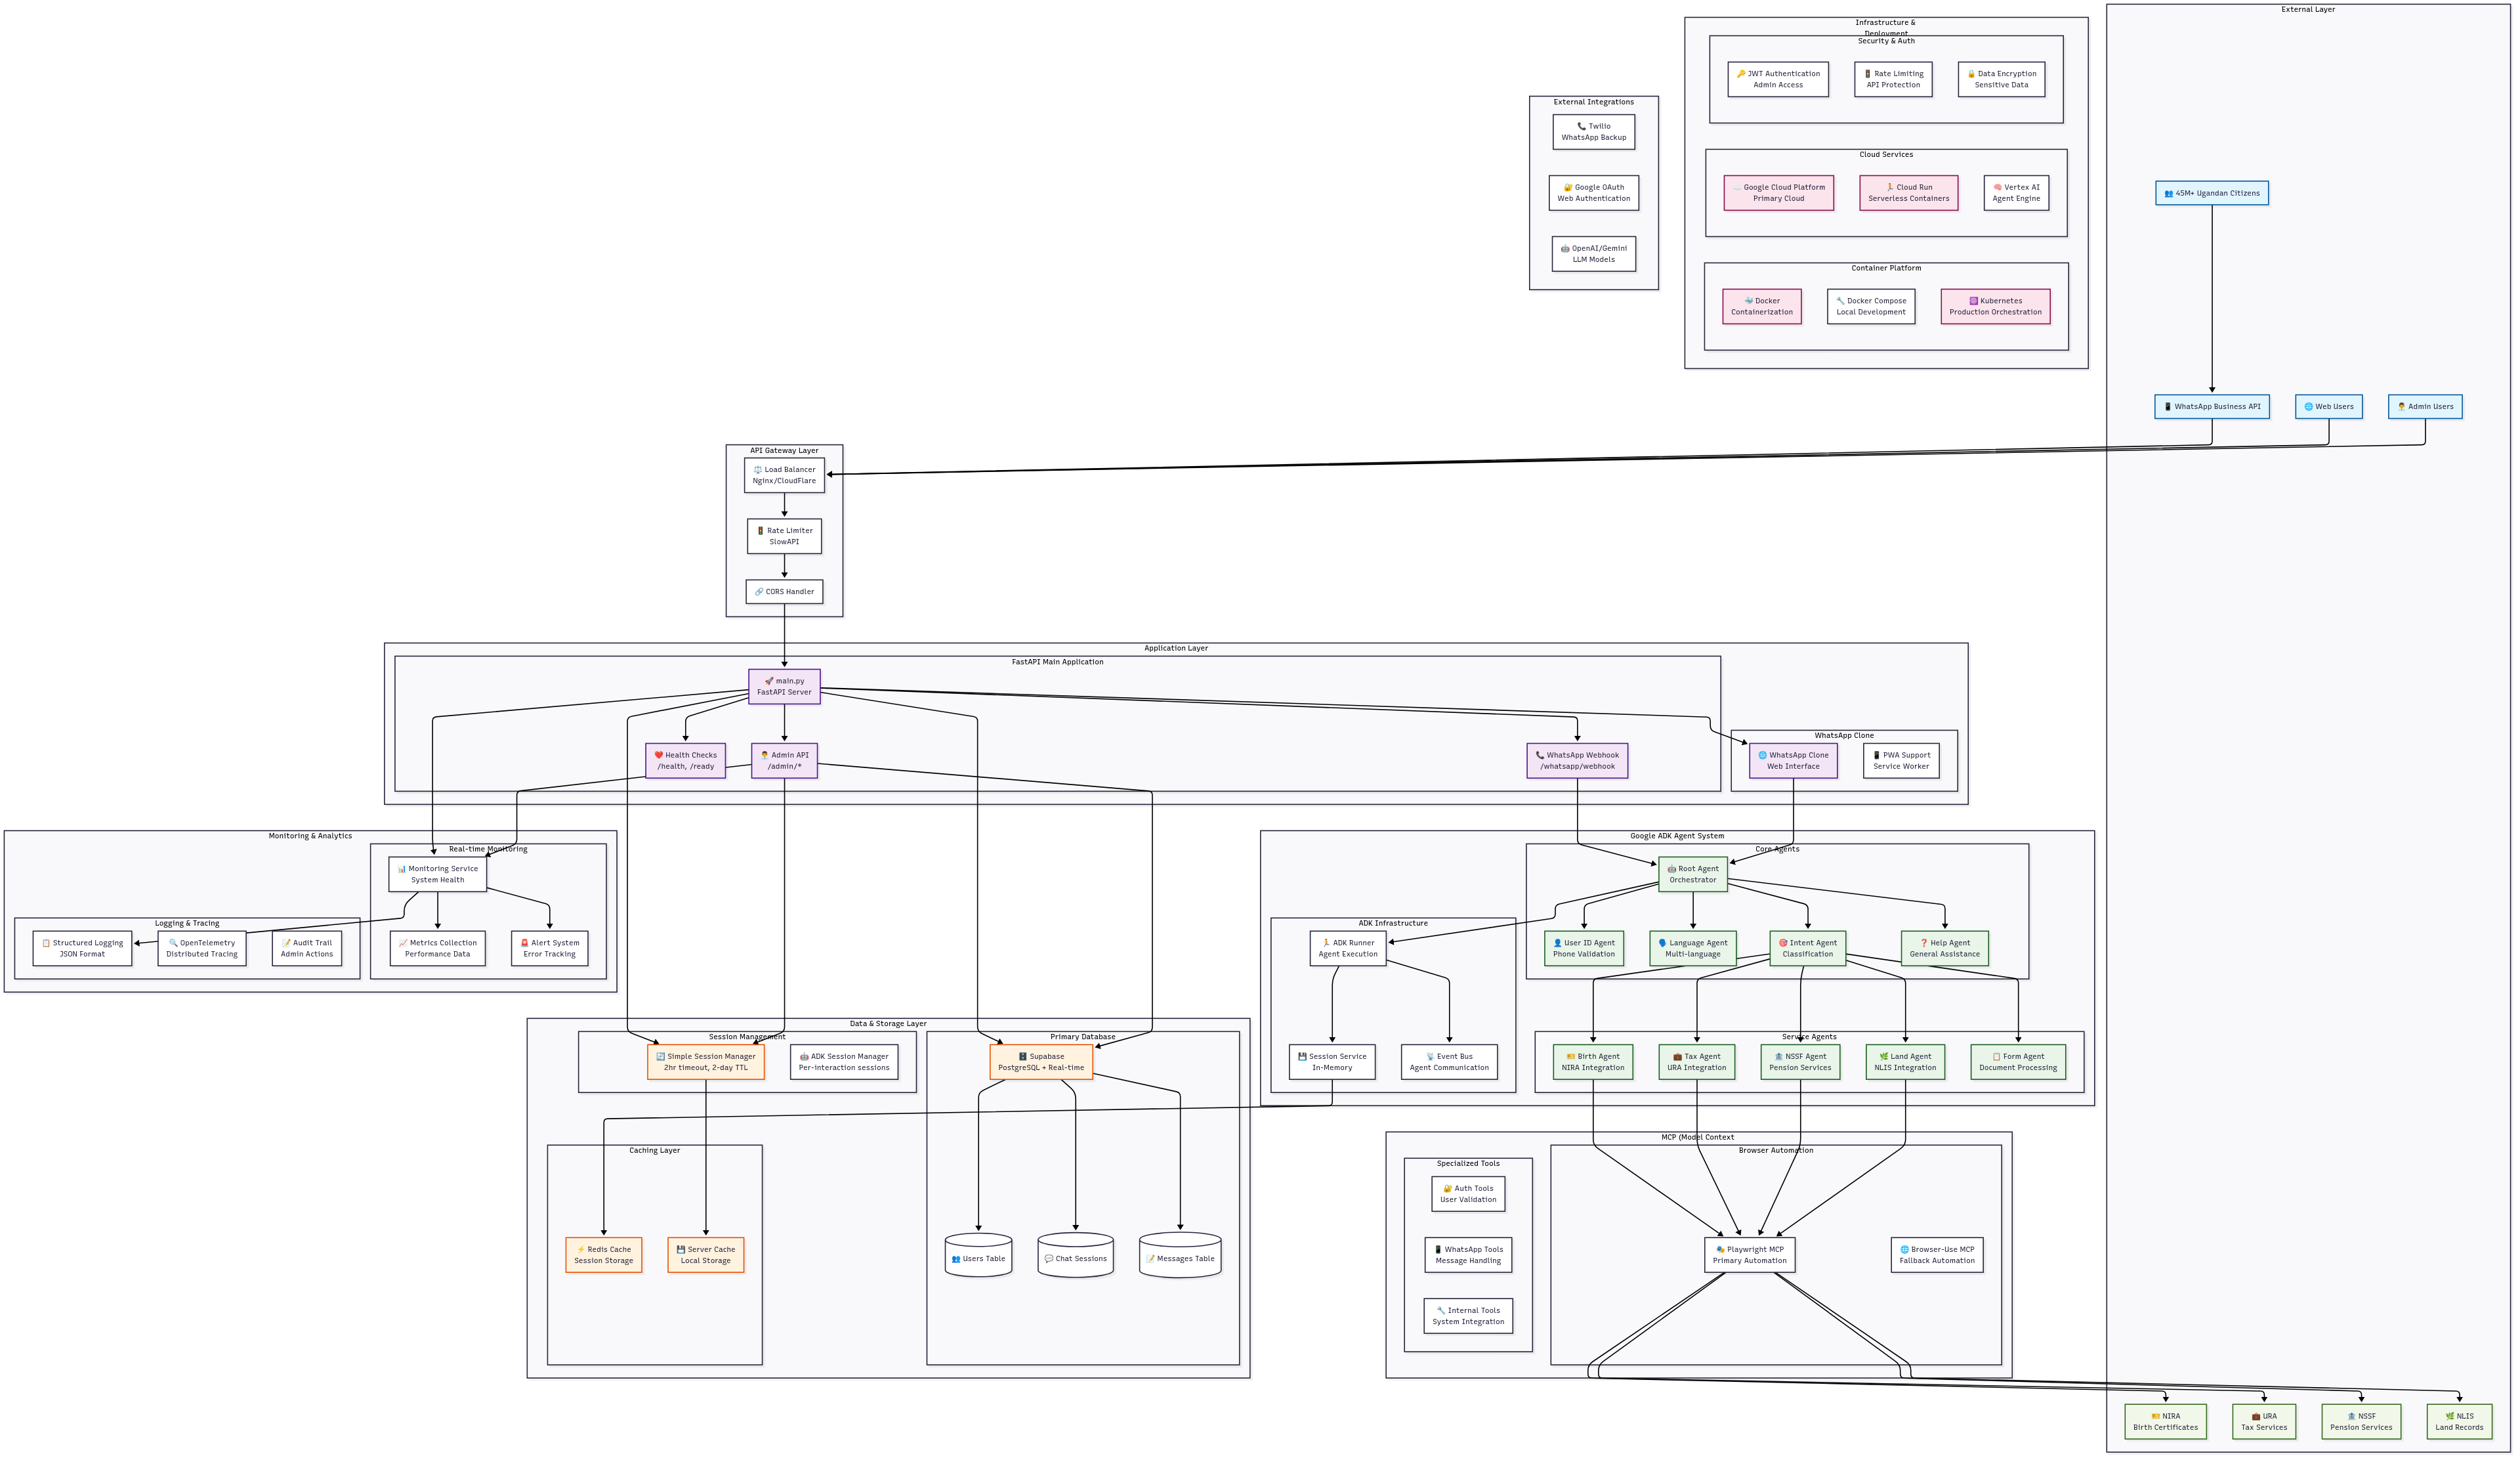 External Layer
Infrastructure &
Deployment
Security & Auth
🔑 JWT Authentication
Admin Access
🚦 Rate Limiting
API Protection
🔒 Data Encryption
Sensitive Data
Cloud Services
☁️ Google Cloud Platform
Primary Cloud
🏃 Cloud Run
Serverless Containers
🧠 Vertex AI
Agent Engine
Container Platform
🐳 Docker
Containerization
🔧 Docker Compose
Local Development
☸️ Kubernetes
Production Orchestration
External Integrations
📞 Twilio
WhatsApp Backup
🔐 Google OAuth
Web Authentication
🤖 OpenAI/Gemini
LLM Models
👥 45M+ Ugandan Citizens
📱 WhatsApp Business API
🌐 Web Users
👨‍💼 Admin Users
API Gateway Layer
⚖️ Load Balancer
Nginx/CloudFlare
🚦 Rate Limiter
SlowAPI
🔗 CORS Handler
Application Layer
FastAPI Main Application
🚀 main.py
FastAPI Server
❤️ Health Checks
/health, /ready
👨‍💼 Admin API
/admin/*
📞 WhatsApp Webhook
/whatsapp/webhook
WhatsApp Clone
🌐 WhatsApp Clone
Web Interface
📱 PWA Support
Service Worker
Monitoring & Analytics
Real-time Monitoring
📊 Monitoring Service
System Health
Logging & Tracing
📋 Structured Logging
JSON Format
🔍 OpenTelemetry
Distributed Tracing
📝 Audit Trail
Admin Actions
📈 Metrics Collection
Performance Data
🚨 Alert System
Error Tracking
Google ADK Agent System
Core Agents
🤖 Root Agent
Orchestrator
ADK Infrastructure
🏃 ADK Runner
Agent Execution
👤 User ID Agent
Phone Validation
🗣️ Language Agent
Multi-language
🎯 Intent Agent
Classification
❓ Help Agent
General Assistance
💾 Session Service
In-Memory
📡 Event Bus
Agent Communication
Service Agents
🎫 Birth Agent
NIRA Integration
💼 Tax Agent
URA Integration
🏦 NSSF Agent
Pension Services
🌿 Land Agent
NLIS Integration
📋 Form Agent
Document Processing
Data & Storage Layer
Session Management
🔄 Simple Session Manager
2hr timeout, 2-day TTL
🤖 ADK Session Manager
Per-interaction sessions
Primary Database
🗄️ Supabase
PostgreSQL + Real-time
Caching Layer
⚡ Redis Cache
Session Storage
💾 Server Cache
Local Storage
👥 Users Table
💬 Chat Sessions
📝 Messages Table
MCP (Model Context
Specialized Tools
🔐 Auth Tools
User Validation
📱 WhatsApp Tools
Message Handling
🔧 Internal Tools
System Integration
Browser Automation
🎭 Playwright MCP
Primary Automation
🌐 Browser-Use MCP
Fallback Automation
🎫 NIRA
Birth Certificates
💼 URA
Tax Services
🏦 NSSF
Pension Services
🌿 NLIS
Land Records